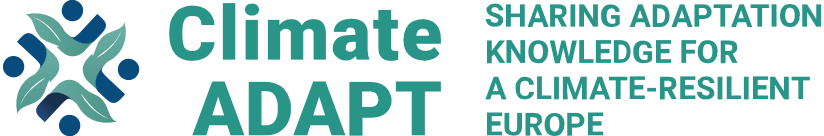 Climate
ADAPT
SHARING ADAPTATION
KNOWLEDGE FOR
A CLIMATE-RESILIENT
EUROPE